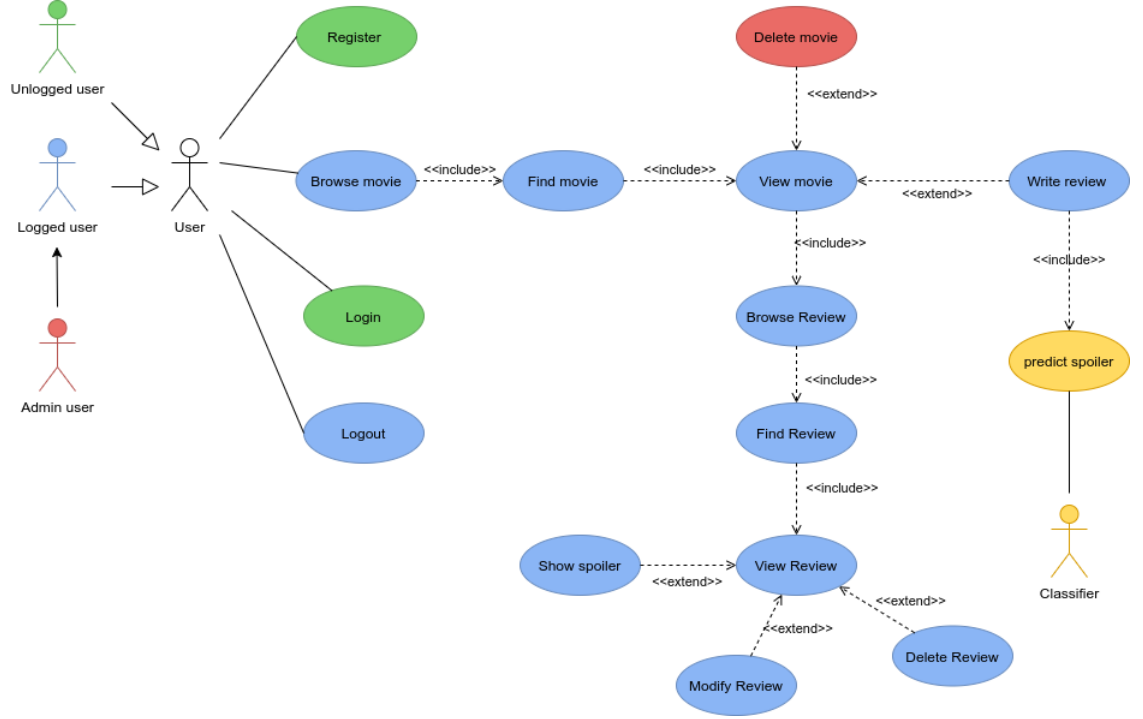 Register
Delete movie
Unlogged user
<<extend>>
Browse movie
<<include>>
Find movie
<<include>>
View movie
<<extend>>
Write review
Logged user
User
<<include>>
<<include>>
Login
Browse Review
predict spoiler
<<include>>
Admin user
Logout
Find Review
<<include>>
Show spoiler
<<extend>>
View Review
<<extend>>
Classifier
<<extend>>
Delete Review
Modify Review